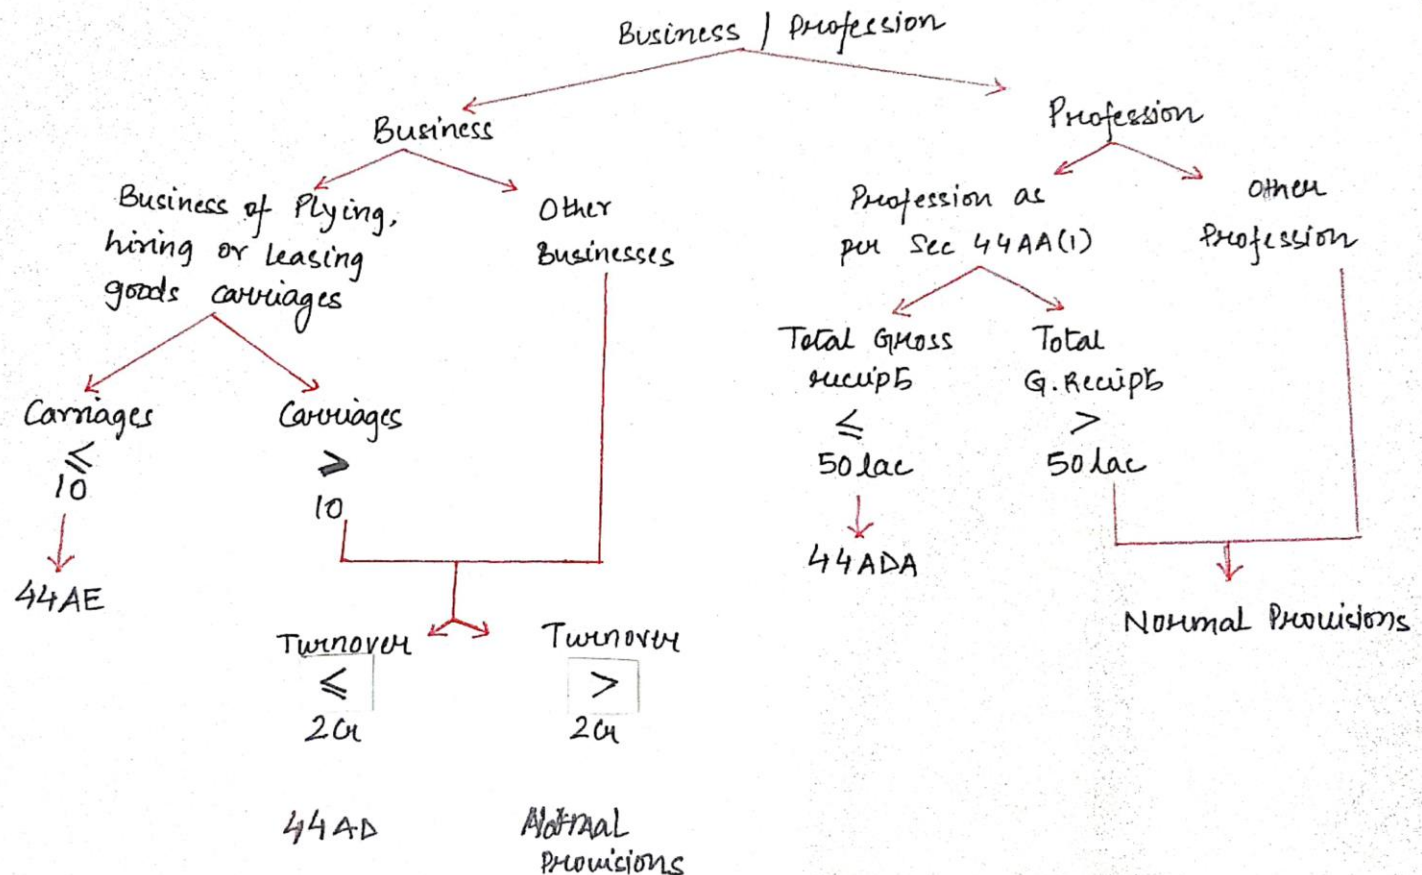 Business / Profession
Business
Profession
Business of Plying,
hiring or leasing
goods carriages
Other
Businesses
Profession as
per Sec 44AA(1)
Other
Profession
Carriages
≤
10
Carriages
>
10
Total Gross
receipts
≤
50 lac
Total
G. Receipts
>
50 lac
44AE
44ADA
Normal Provisions
Turnover
≤
2Cr
Turnover
>
2Cr
44AD
Normal
Provisions